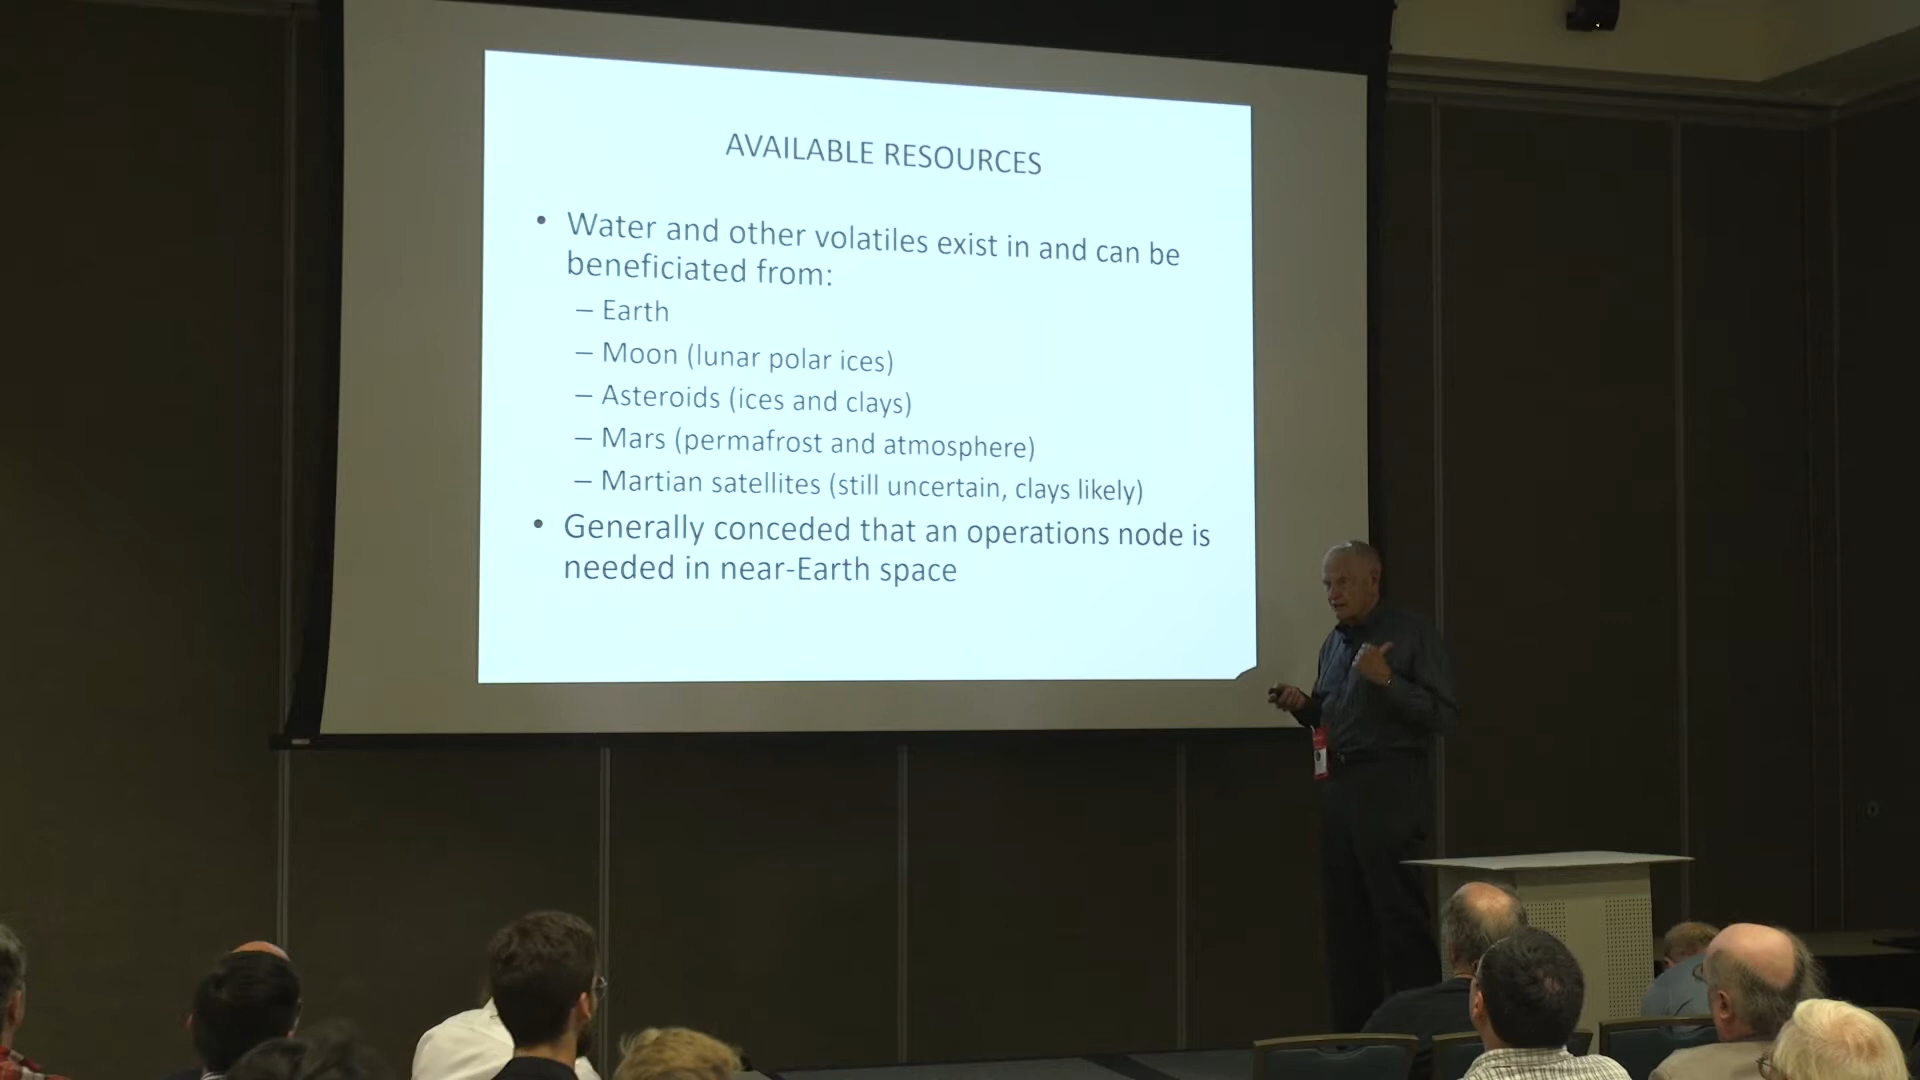 AVAILABLE RESOURCES
• Water and other volatiles exist in and can be
beneficiated from:
– Earth
– Moon (lunar polar ices)
– Asteroids (ices and clays)
– Mars (permafrost and atmosphere)
– Martian satellites (still uncertain, clays likely)
• Generally conceded that an operations node is
needed in near-Earth space